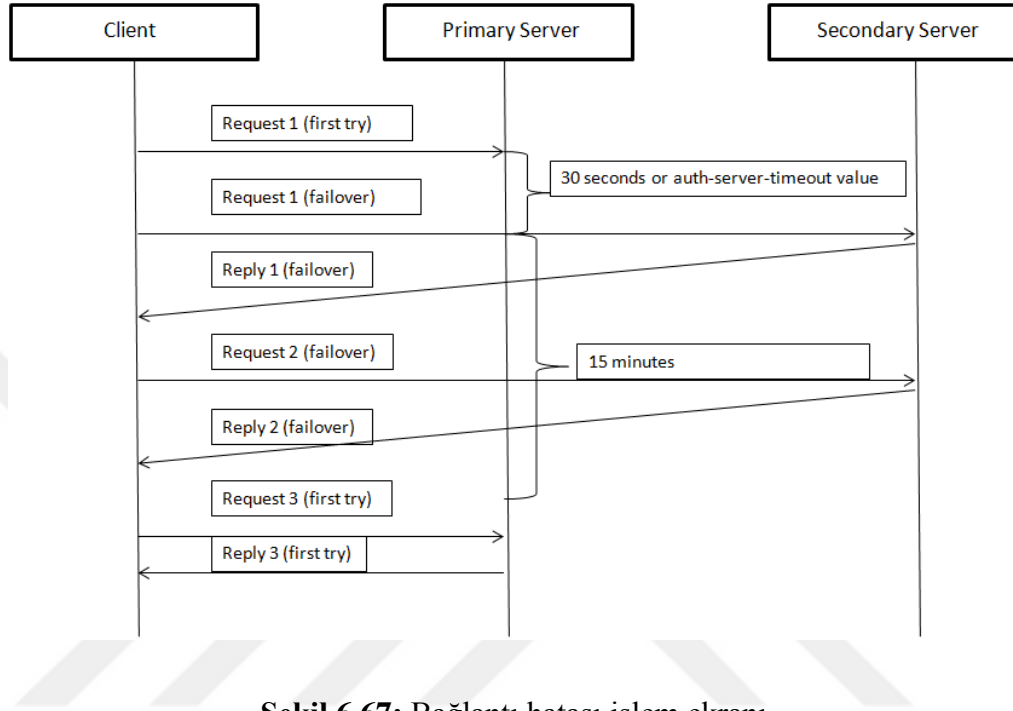 Client Primary Server Secondary Server
Request 1 (first try)
30 seconds or auth-server-timeout value
Request 1 (failover)
Reply 1 (failover)
Request 2 (failover)
15 minutes
Reply 2 (failover)
Request 3 (first try)
Reply 3 (first try)
Şekil 6.67: Bağlantı hatası işlem ekranı